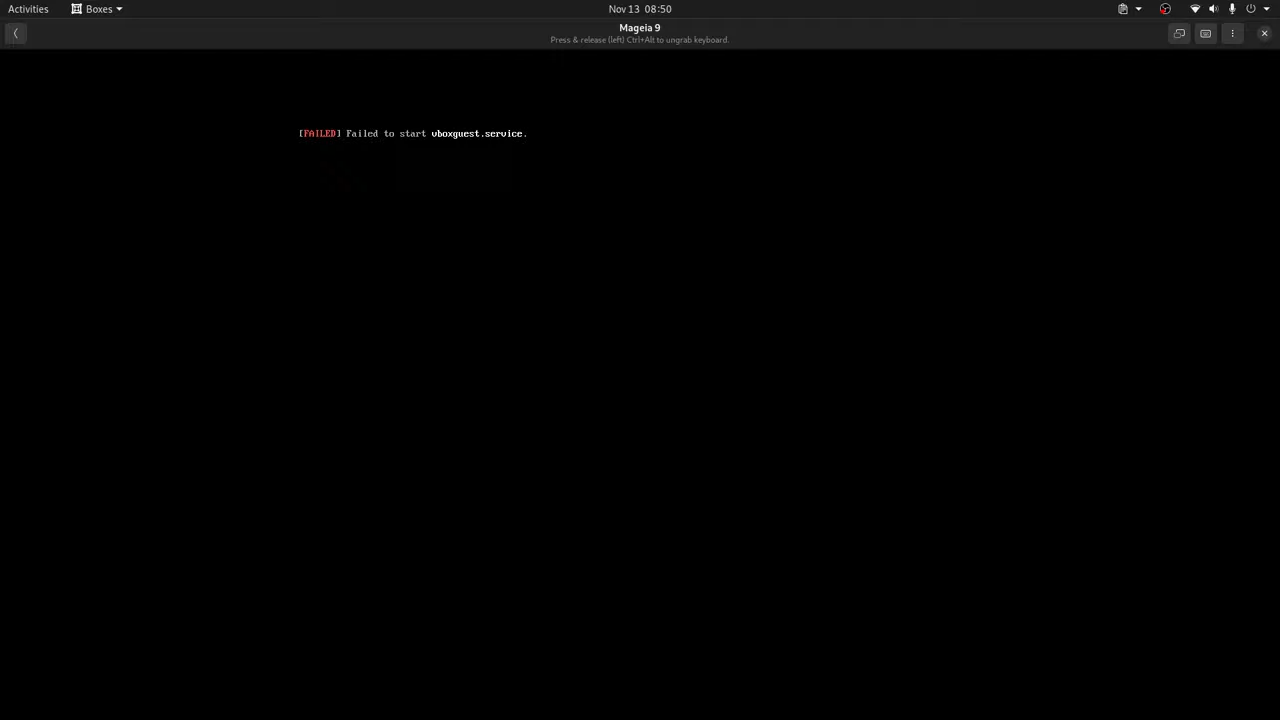 Activities Boxes Nov 13 08:50
Mageia 9
Press & release (left) Ctrl+Alt to ungrab keyboard.
[FAILED] Failed to start vboxguest.service.